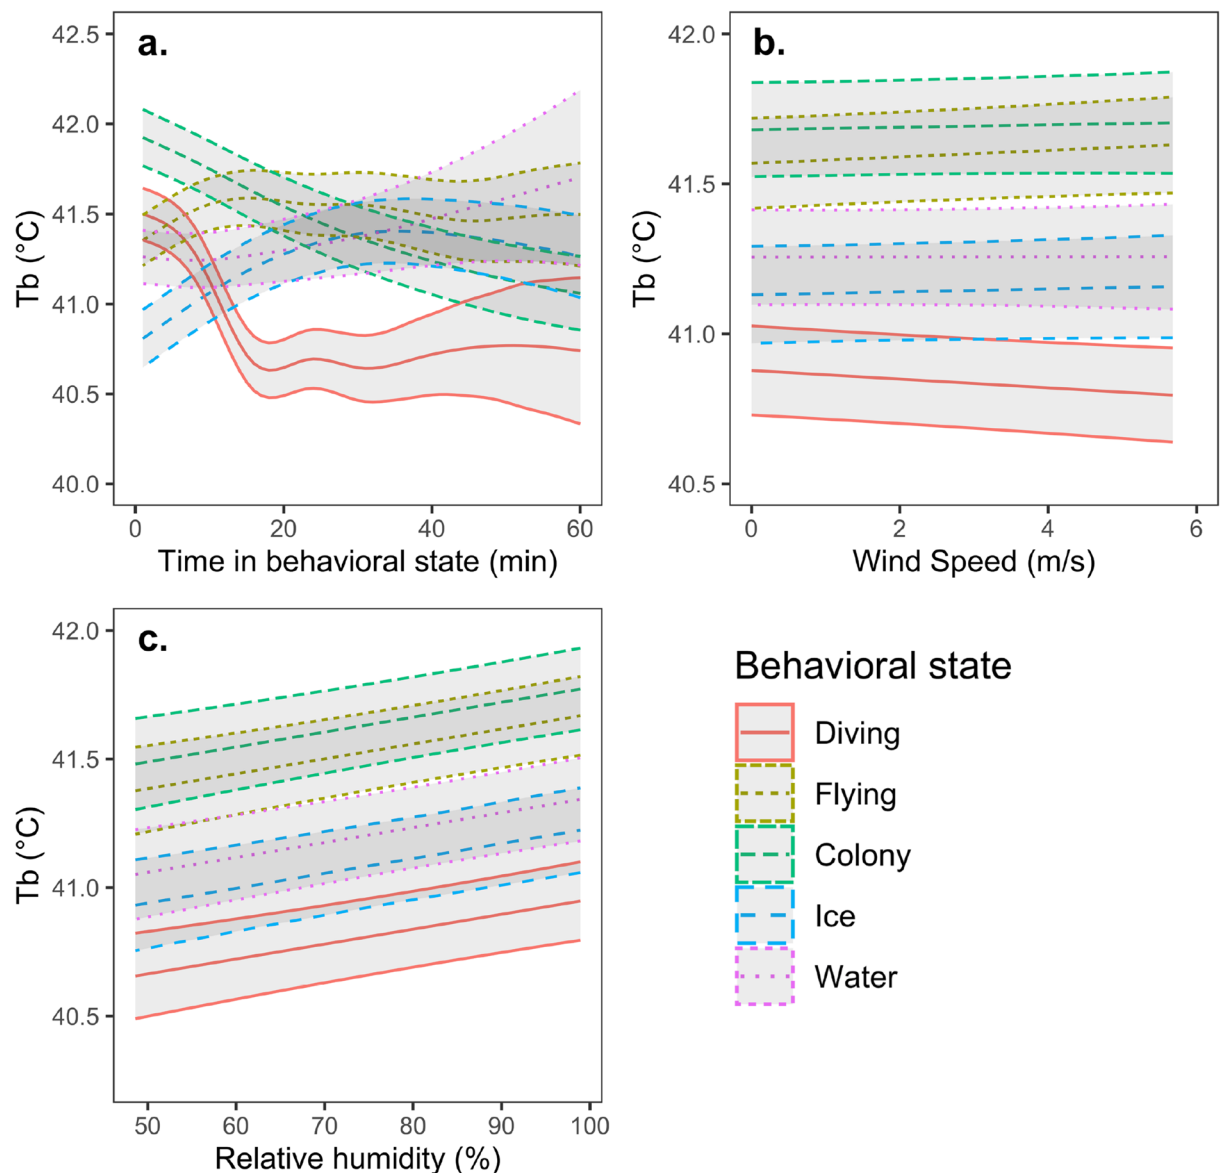 a.
42.5
42.0
41.5
41.0
40.5
40.0
Tb (°C)
0 20 40 60
Time in behavioral state (min)
b.
42.0
41.5
41.0
40.5
Tb (°C)
0 2 4 6
Wind Speed (m/s)
c.
42.0
41.5
41.0
40.5
Tb (°C)
50 60 70 80 90 100
Relative humidity (%)
Behavioral state
Diving
Flying
Colony
Ice
Water